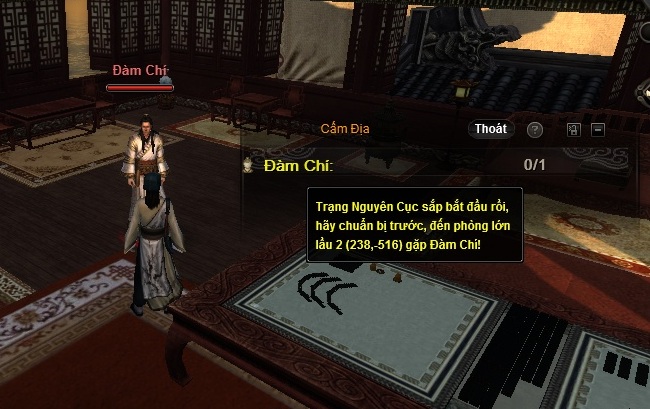 Đàm Chí
Cấm Địa
Thoát
?
Đàm Chí:
0/1
Trạng Nguyên Cục sắp bắt đầu rồi,
hãy chuẩn bị trước, đến phòng lớn
lầu 2 (238,-516) gặp Đàm Chí!